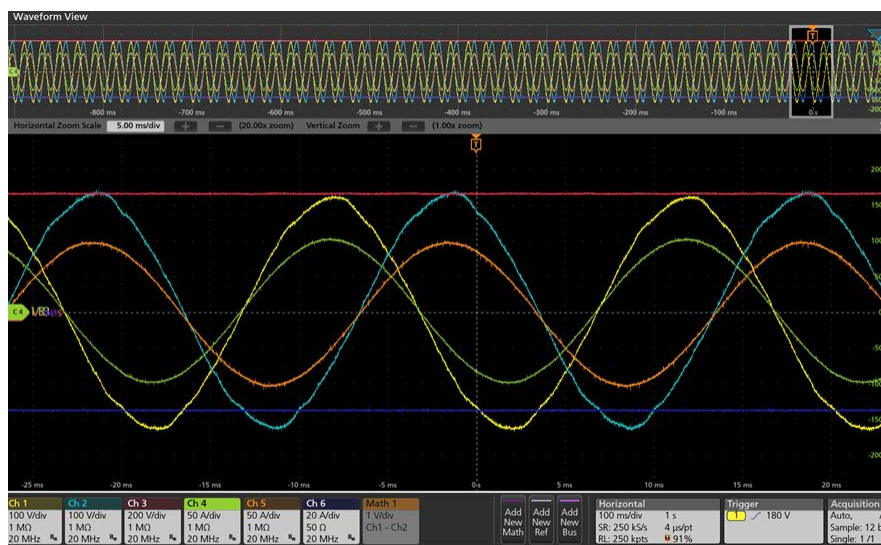 Waveform View
-800 ms -700 ms -600 ms -500 ms -400 ms -300 ms -200 ms -100 ms 0 s
Horizontal Zoom Scale 5.00 ms/div + − (20.00x zoom) Vertical Zoom + − (1.00x zoom)
T
200
150
100
C4
-50
-100
-150
-200
-25 ms -20 ms -15 ms -10 ms -5 ms 0 s 5 ms 10 ms 15 ms 20 ms
Ch 1 Ch 2 Ch 3 Ch 4 Ch 5 Ch 6 Math 1
100 V/div 100 V/div 200 V/div 50 A/div 50 A/div 20 A/div 1 V/div
1 MΩ 1 MΩ 1 MΩ 1 MΩ 1 MΩ 50 Ω Ch1 - Ch2
20 MHz 20 MHz 20 MHz 20 MHz 20 MHz 20 MHz
Add New Math
Add New Ref
Add New Bus
Horizontal
100 ms/div 1 s
SR: 250 kS/s 4 µs/pt
RL: 250 kpts 91%
Trigger
1 180 V
Acquisition
Auto,
Sample: 12 b
Single: 1 /1